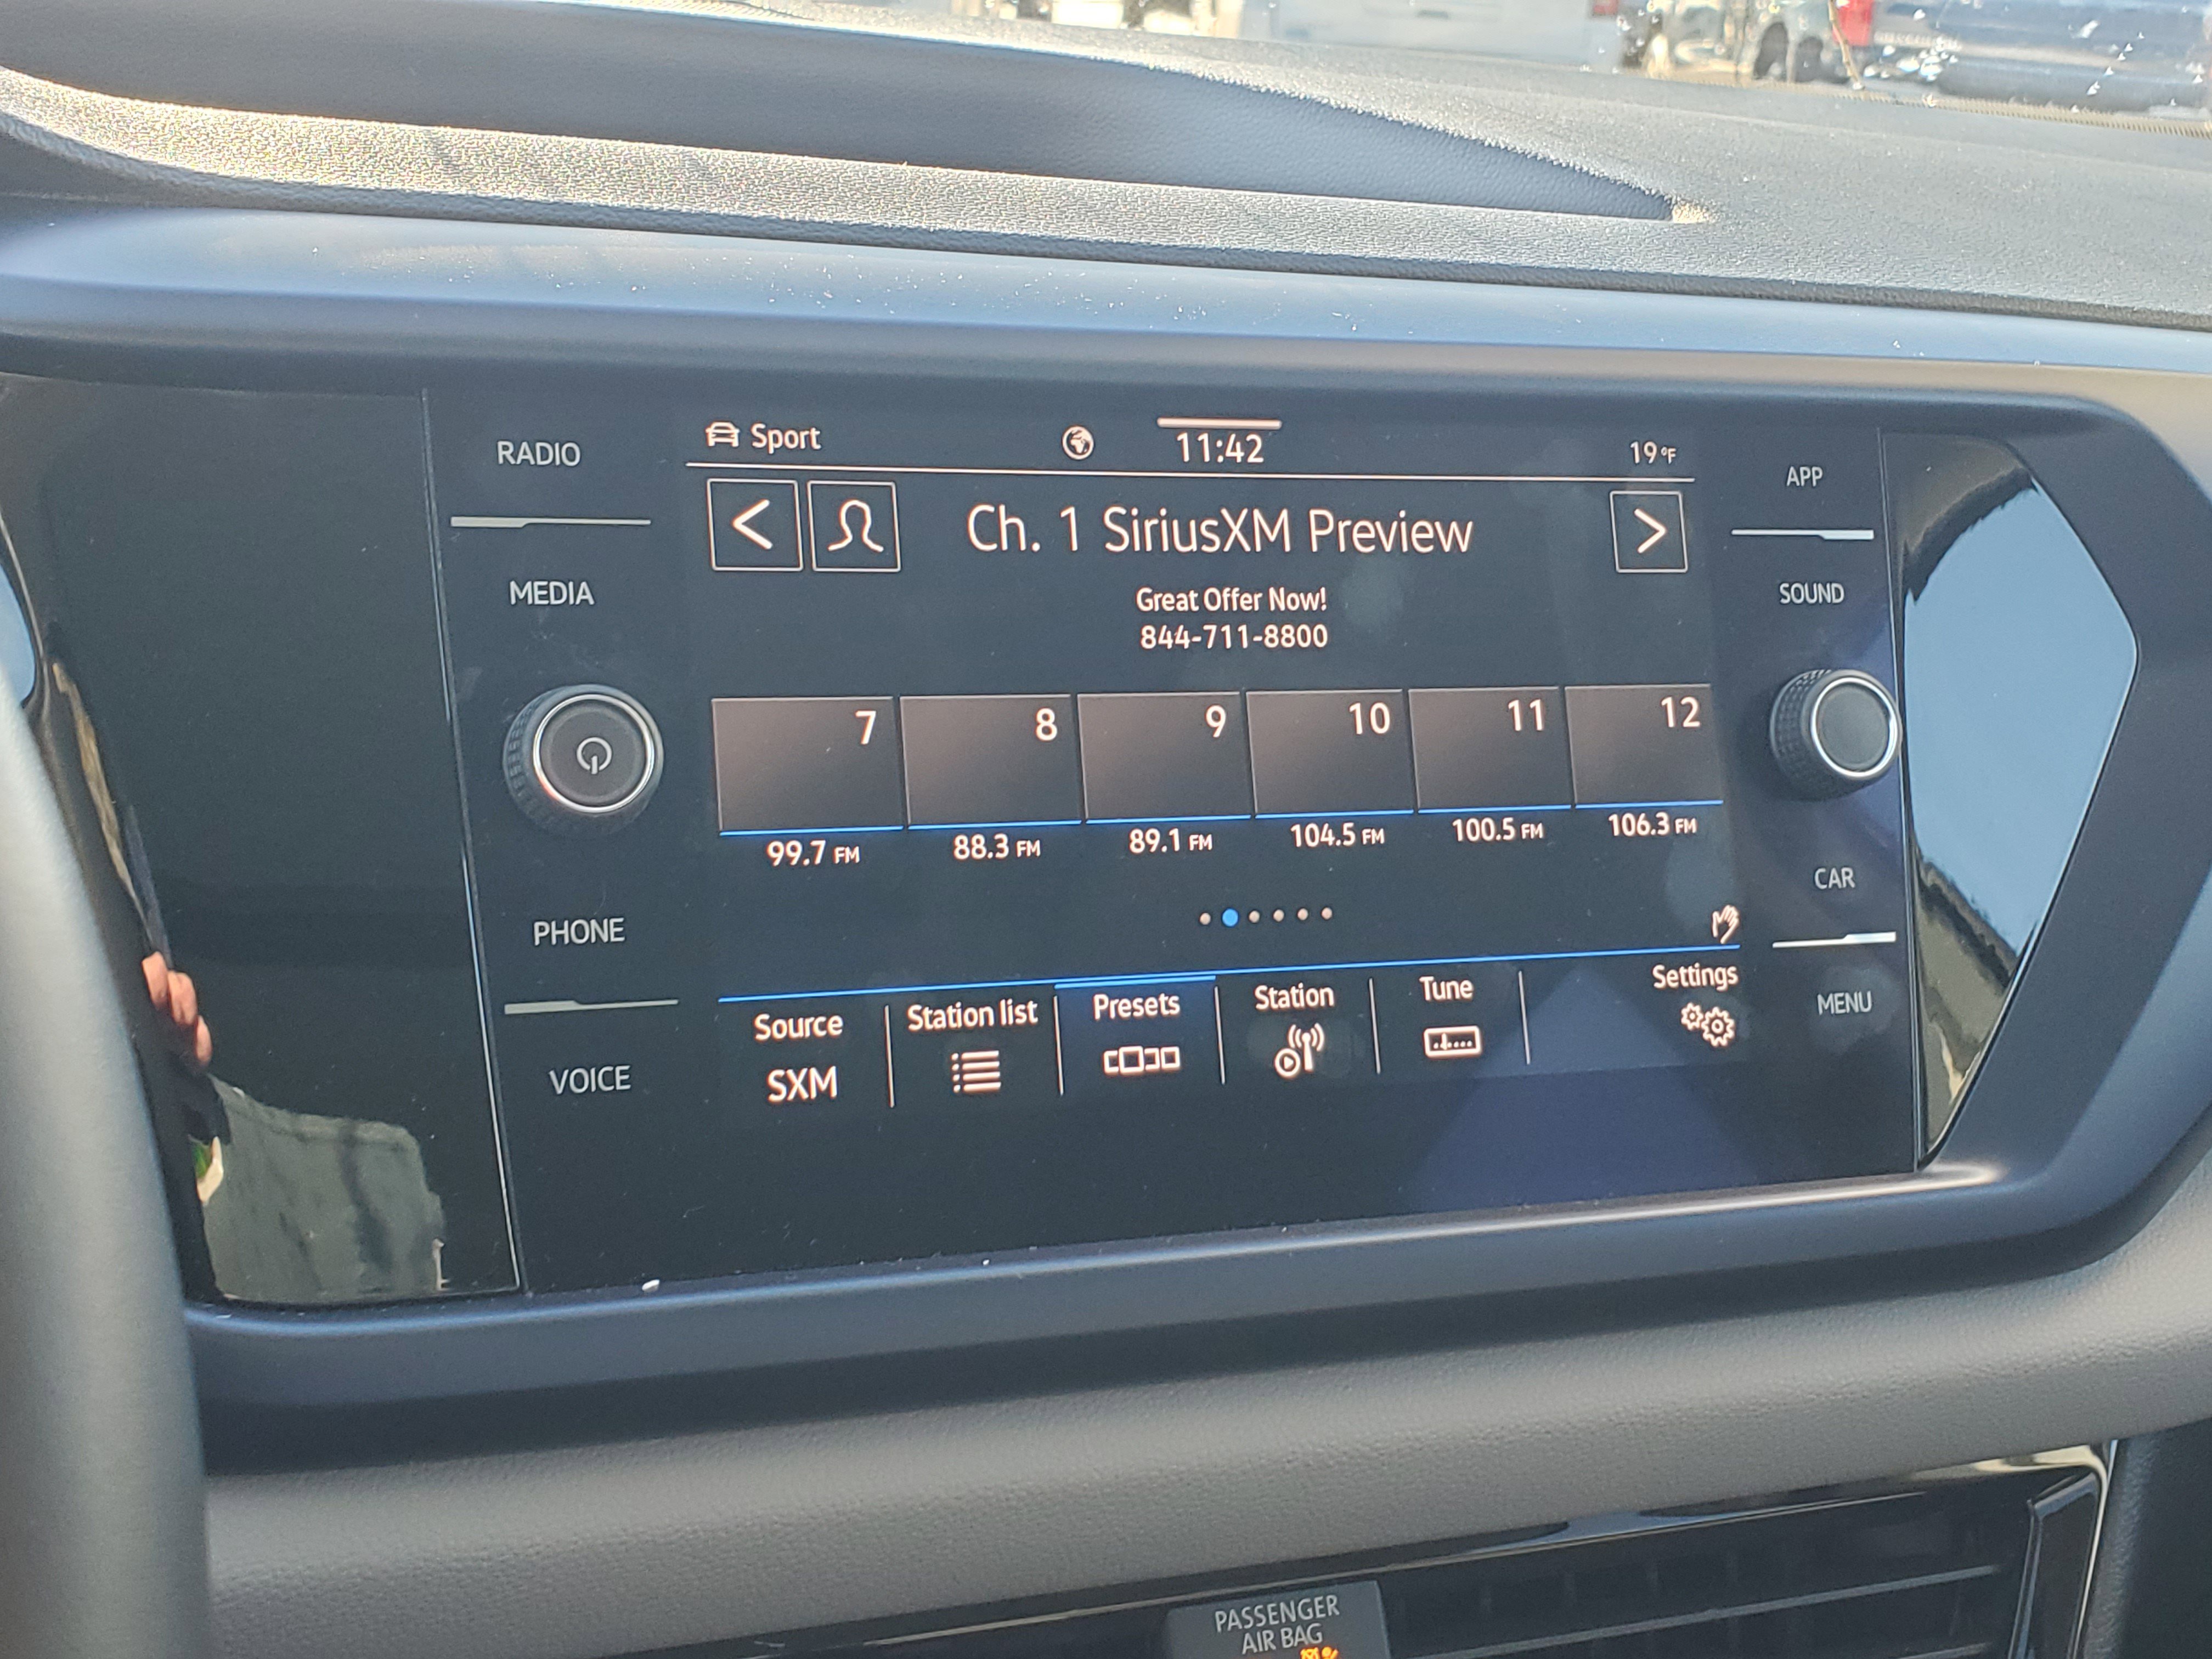 RADIO
MEDIA
PHONE
VOICE
Sport
11:42
19°F
Ch. 1 SiriusXM Preview
Great Offer Now!
844-711-8800
7 8 9 10 11 12
99.7 FM 88.3 FM 89.1 FM 104.5 FM 100.5 FM 106.3 FM
Source Station list Presets Station Tune Settings
SXM
APP
SOUND
CAR
MENU
PASSENGER
AIR BAG